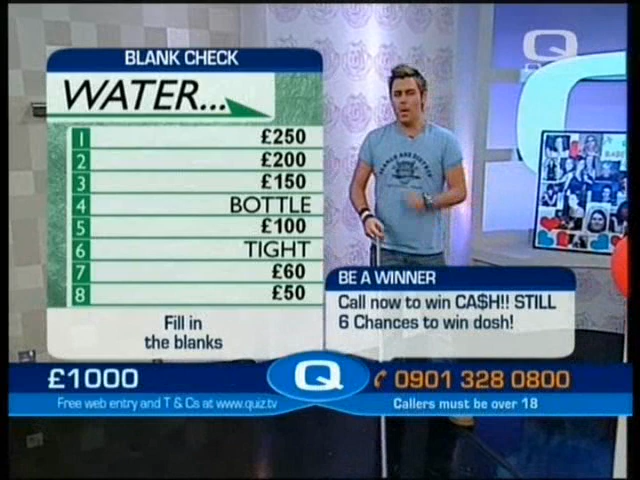 Q
BLANK CHECK
WATER...
1 £250
2 £200
3 £150
4 BOTTLE
5 £100
6 TIGHT
7 £60
8 £50
Fill in
the blanks
BE A WINNER
Call now to win CA$H!! STILL
6 Chances to win dosh!
£1000
Q
0901 328 0800
Free web entry and T & Cs at www.quiz.tv
Callers must be over 18